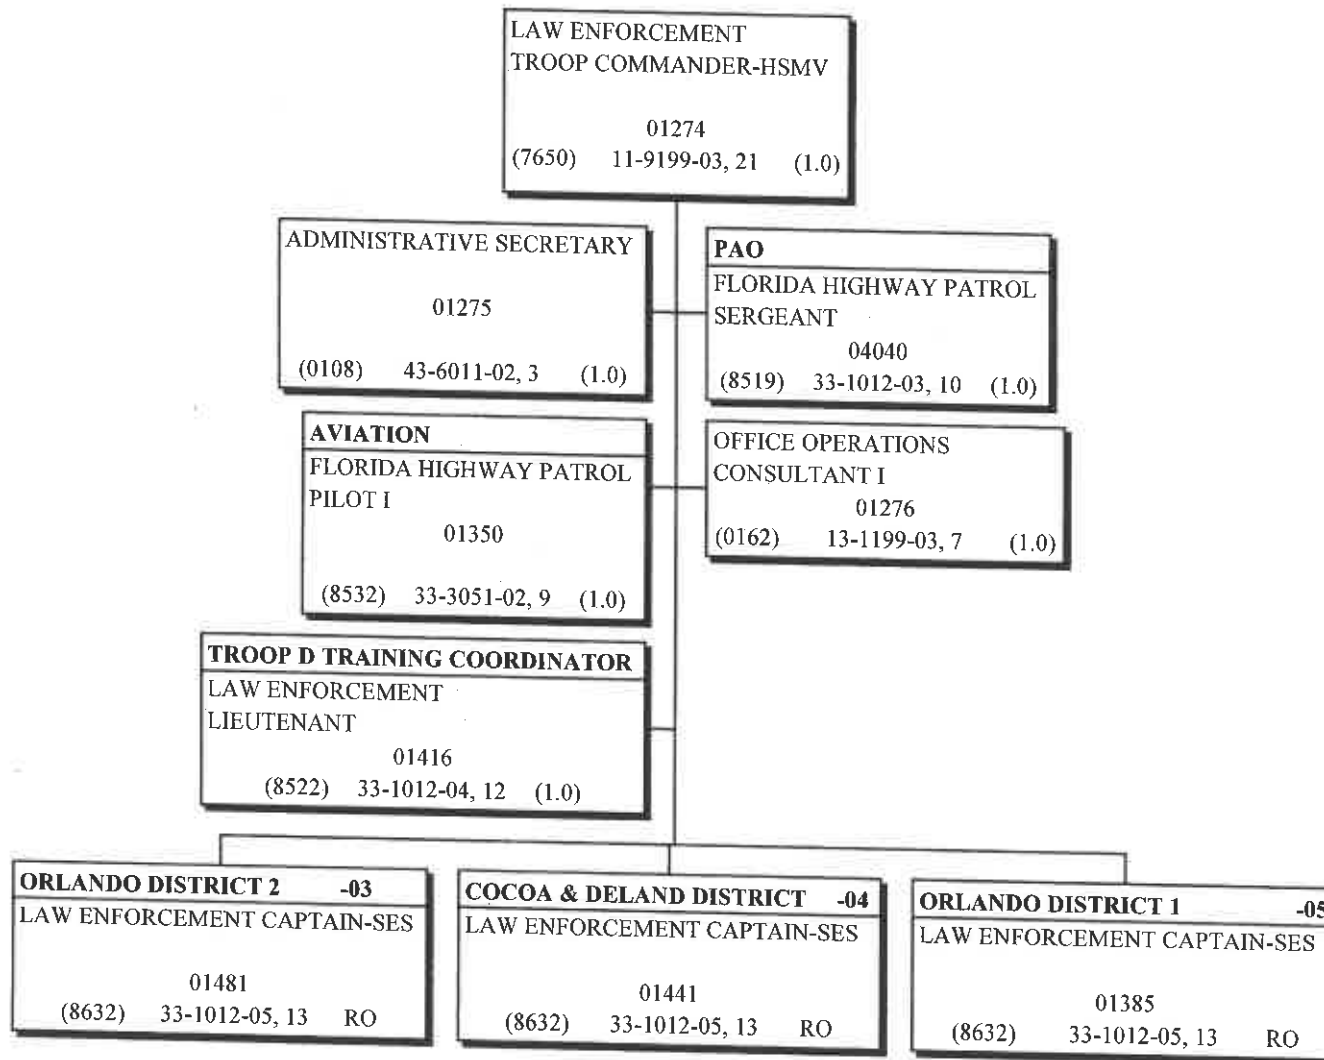 LAW ENFORCEMENT
TROOP COMMANDER-HSMV
01274
(7650) 11-9199-03, 21 (1.0)
ADMINISTRATIVE SECRETARY
01275
(0108) 43-6011-02, 3 (1.0)
PAO
FLORIDA HIGHWAY PATROL
SERGEANT
04040
(8519) 33-1012-03, 10 (1.0)
AVIATION
FLORIDA HIGHWAY PATROL
PILOT I
01350
(8532) 33-3051-02, 9 (1.0)
OFFICE OPERATIONS
CONSULTANT I
01276
(0162) 13-1199-03, 7 (1.0)
TROOP D TRAINING COORDINATOR
LAW ENFORCEMENT
LIEUTENANT
01416
(8522) 33-1012-04, 12 (1.0)
ORLANDO DISTRICT 2 -03
LAW ENFORCEMENT CAPTAIN-SES
01481
(8632) 33-1012-05, 13 RO
COCOA & DELAND DISTRICT -04
LAW ENFORCEMENT CAPTAIN-SES
01441
(8632) 33-1012-05, 13 RO
ORLANDO DISTRICT 1 -05
LAW ENFORCEMENT CAPTAIN-SES
01385
(8632) 33-1012-05, 13 RO